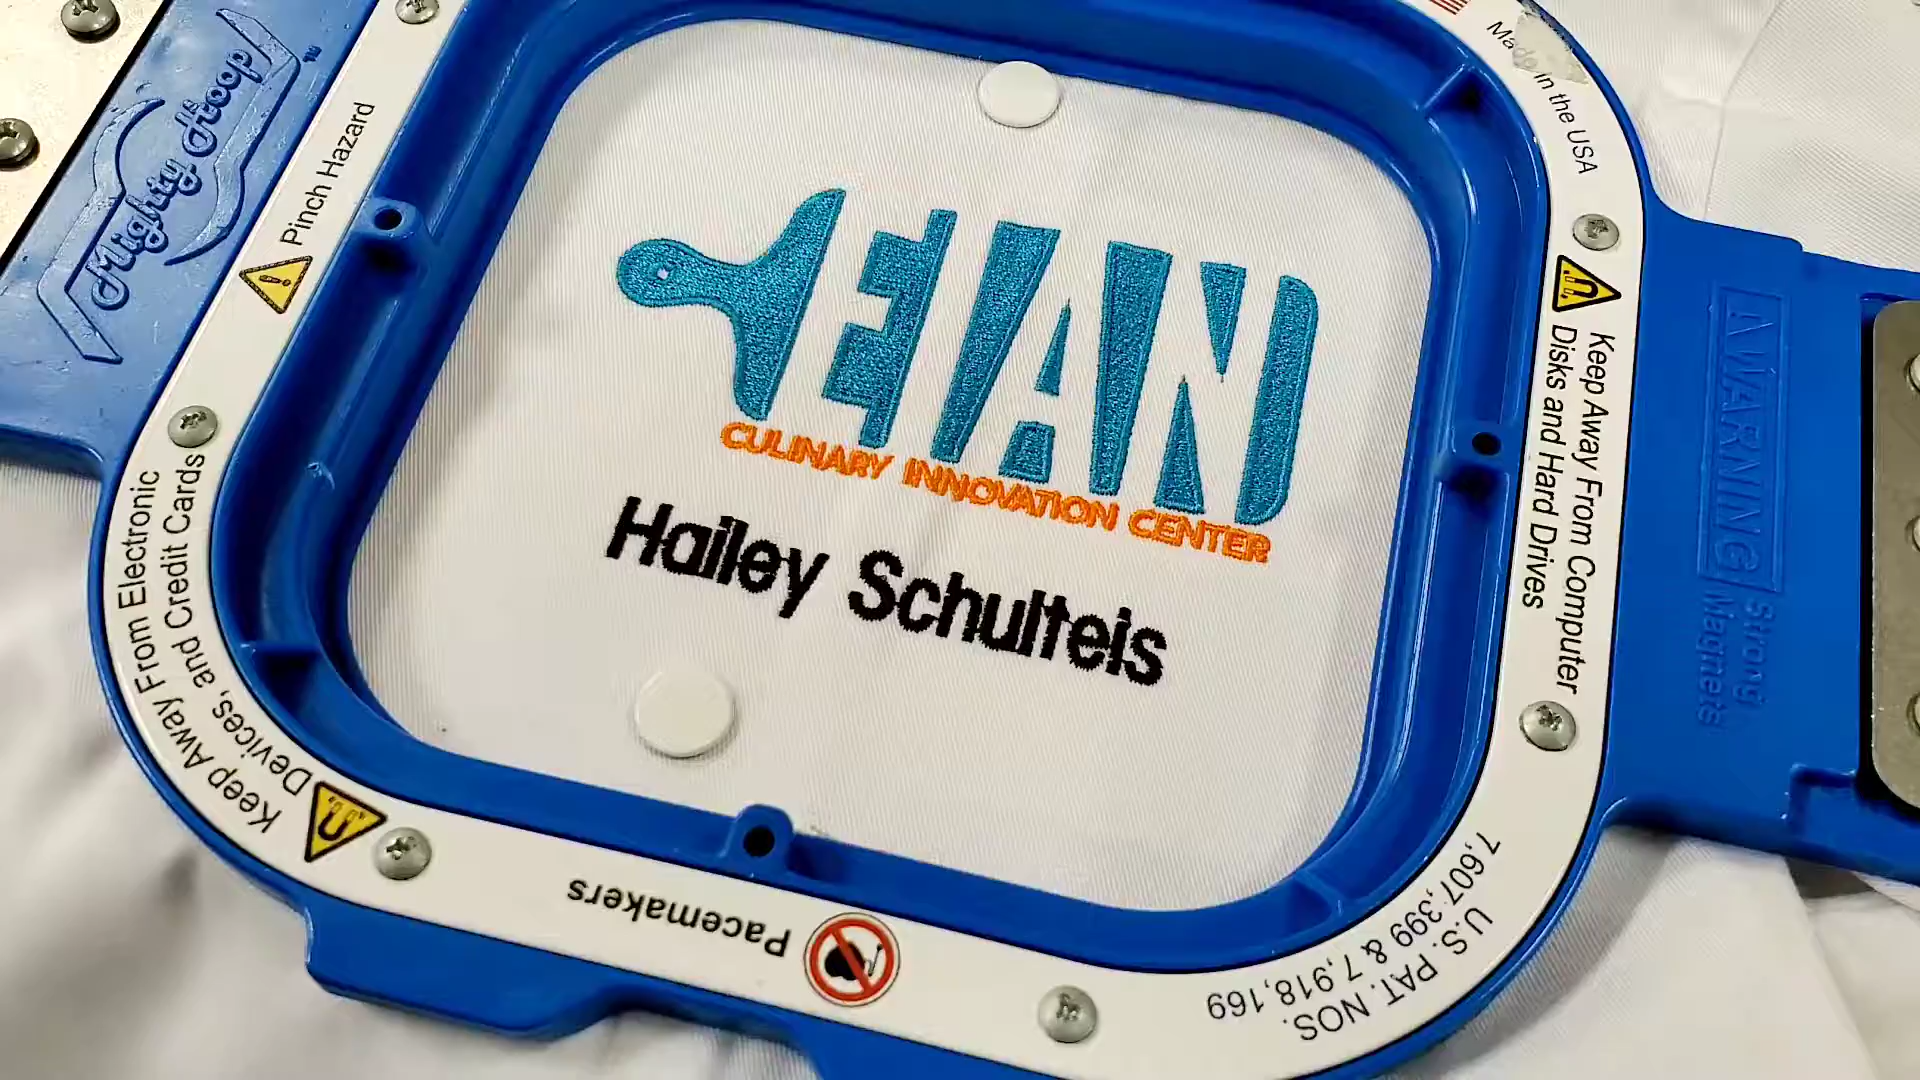 Mighty Hoop™
Pinch Hazard
Made in the USA
EIAN
CULINARY INNOVATION CENTER
Hailey Schulteis
Keep Away From Electronic
Devices, and Credit Cards
Keep Away From Computer
Disks and Hard Drives
WARNING
Strong
Magnets
Pacemakers
U.S. PAT. NOS.
7,607,399 & 7,918,169